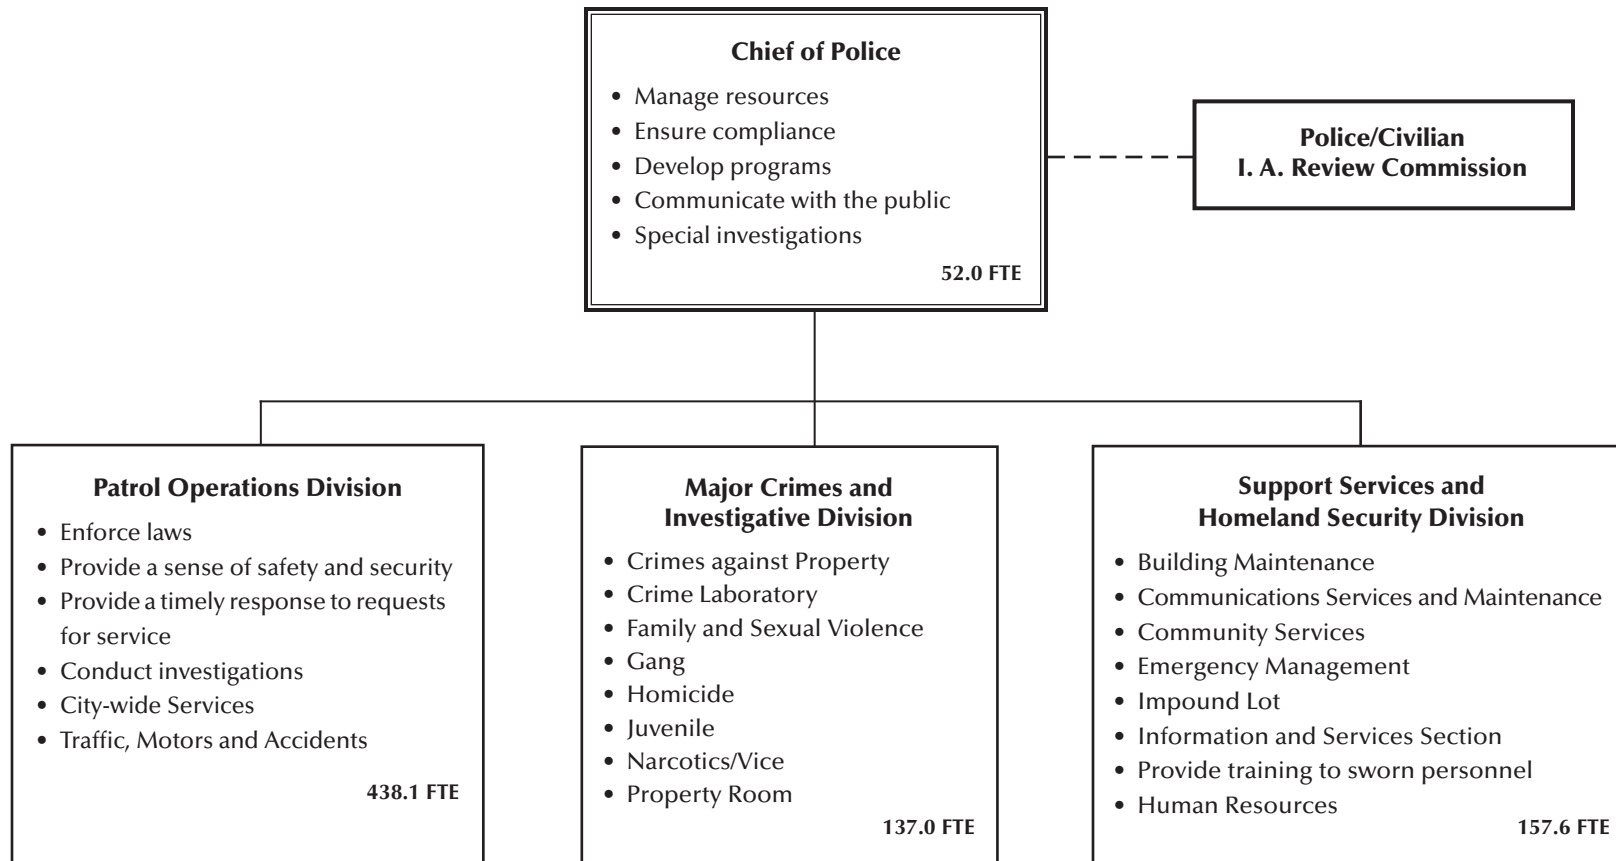 Chief of Police
• Manage resources
• Ensure compliance
• Develop programs
• Communicate with the public
• Special investigations
52.0 FTE
Police/Civilian
I. A. Review Commission
Patrol Operations Division
• Enforce laws
• Provide a sense of safety and security
• Provide a timely response to requests
for service
• Conduct investigations
• City-wide Services
• Traffic, Motors and Accidents
438.1 FTE
Major Crimes and
Investigative Division
• Crimes against Property
• Crime Laboratory
• Family and Sexual Violence
• Gang
• Homicide
• Juvenile
• Narcotics/Vice
• Property Room
137.0 FTE
Support Services and
Homeland Security Division
• Building Maintenance
• Communications Services and Maintenance
• Community Services
• Emergency Management
• Impound Lot
• Information and Services Section
• Provide training to sworn personnel
• Human Resources
157.6 FTE